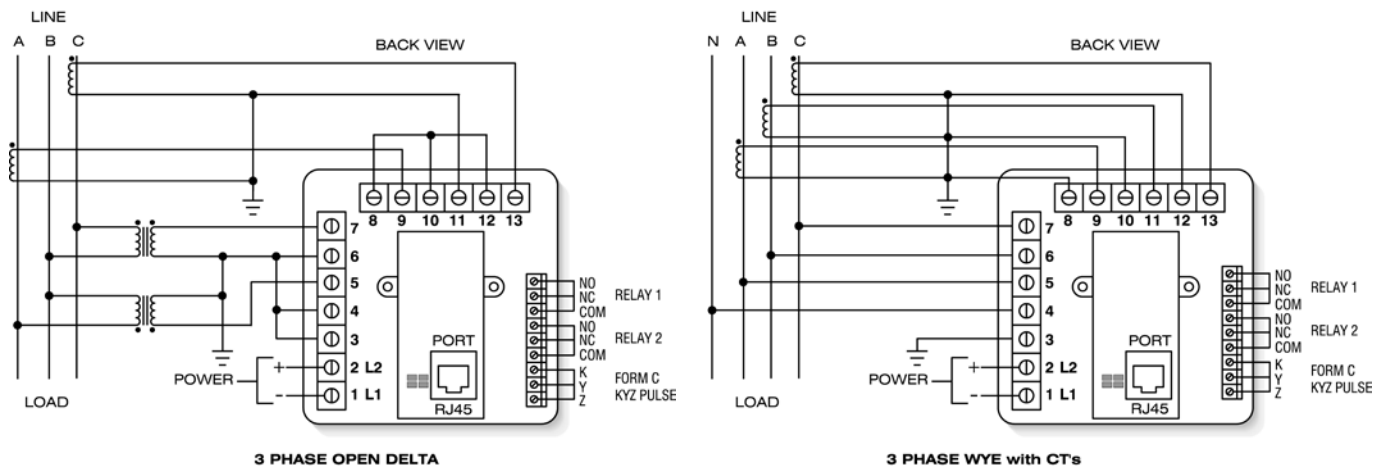 LINE
A B C
BACK VIEW
8 9 10 11 12 13
7
6
5
4
3
2 L2
1 L1
+
-
POWER
PORT
RJ45
NO
NC
COM
RELAY 1
NO
NC
COM
RELAY 2
K
Y
Z
FORM C
KYZ PULSE
LOAD
3 PHASE OPEN DELTA
LINE
N A B C
BACK VIEW
8 9 10 11 12 13
7
6
5
4
3
2 L2
1 L1
+
-
POWER
PORT
RJ45
NO
NC
COM
RELAY 1
NO
NC
COM
RELAY 2
K
Y
Z
FORM C
KYZ PULSE
LOAD
3 PHASE WYE with CT's